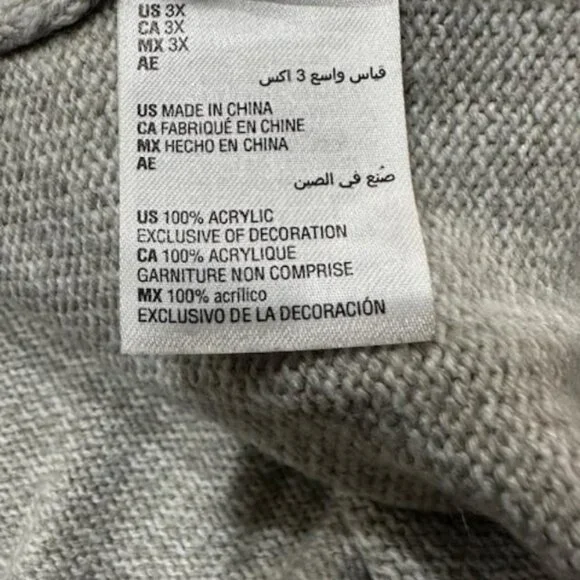 US 3X
CA 3X
MX 3X
AE
قياس واسع 3 اكس
US MADE IN CHINA
CA FABRIQUÉ EN CHINE
MX HECHO EN CHINA
AE
صُنع في الصين
US 100% ACRYLIC
EXCLUSIVE OF DECORATION
CA 100% ACRYLIQUE
GARNITURE NON COMPRISE
MX 100% acrílico
EXCLUSIVO DE LA DECORACIÓN